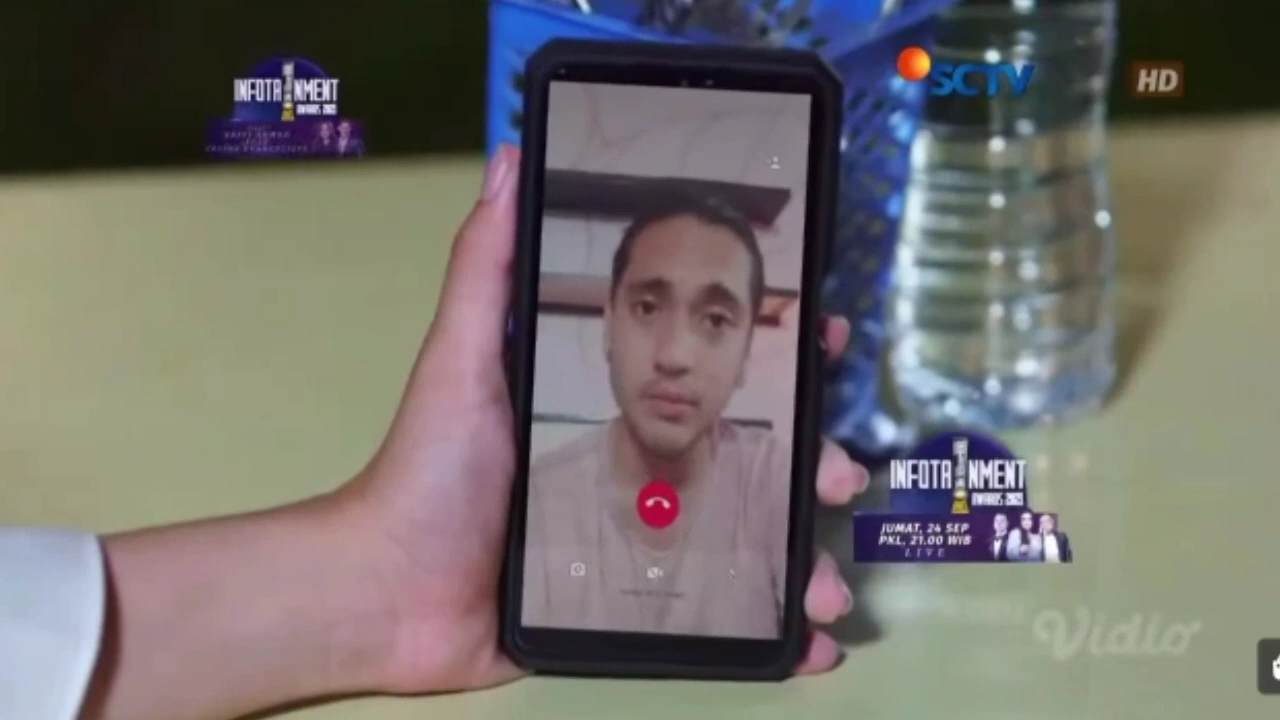 INFOTAINMENT
AWARDS 2021
SCTV
HD
INFOTAINMENT
AWARDS 2021
JUMAT, 24 SEP
PKL. 21.00 WIB
LIVE
Vidio